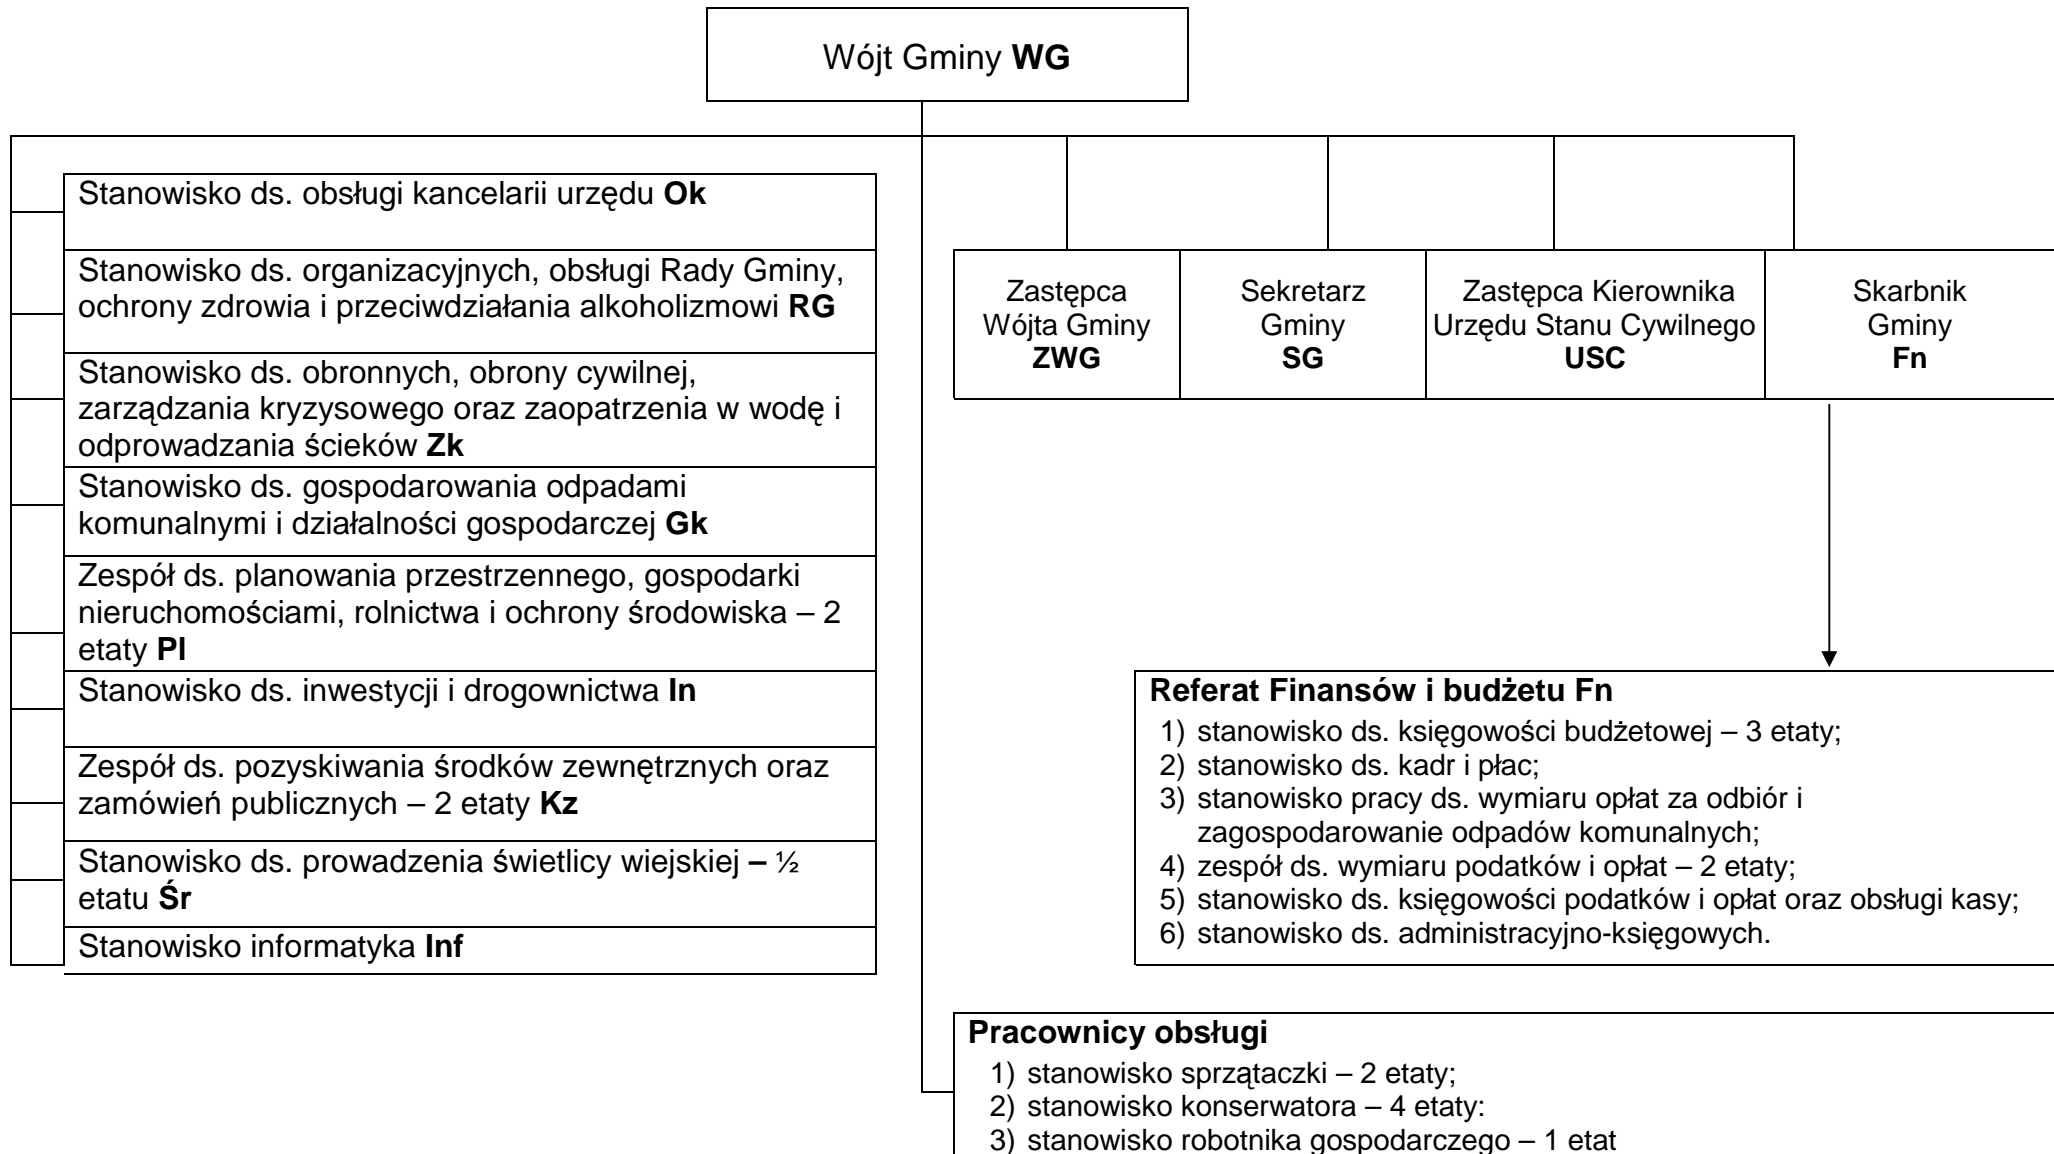 Wójt Gminy WG
Stanowisko ds. obsługi kancelarii urzędu Ok
Stanowisko ds. organizacyjnych, obsługi Rady Gminy,
ochrony zdrowia i przeciwdziałania alkoholizmowi RG
Stanowisko ds. obronnych, obrony cywilnej,
zarządzania kryzysowego oraz zaopatrzenia w wodę i
odprowadzania ścieków Zk
Stanowisko ds. gospodarowania odpadami
komunalnymi i działalności gospodarczej Gk
Zespół ds. planowania przestrzennego, gospodarki
nieruchomościami, rolnictwa i ochrony środowiska – 2
etaty Pl
Stanowisko ds. inwestycji i drogownictwa In
Zespół ds. pozyskiwania środków zewnętrznych oraz
zamówień publicznych – 2 etaty Kz
Stanowisko ds. prowadzenia świetlicy wiejskiej – ½
etatu Śr
Stanowisko informatyka Inf
Zastępca
Wójta Gminy
ZWG
Sekretarz
Gminy
SG
Zastępca Kierownika
Urzędu Stanu Cywilnego
USC
Skarbnik
Gminy
Fn
Referat Finansów i budżetu Fn
1) stanowisko ds. księgowości budżetowej – 3 etaty;
2) stanowisko ds. kadr i płac;
3) stanowisko pracy ds. wymiaru opłat za odbiór i
zagospodarowanie odpadów komunalnych;
4) zespół ds. wymiaru podatków i opłat – 2 etaty;
5) stanowisko ds. księgowości podatków i opłat oraz obsługi kasy;
6) stanowisko ds. administracyjno-księgowych.
Pracownicy obsługi
1) stanowisko sprzątaczki – 2 etaty;
2) stanowisko konserwatora – 4 etaty:
3) stanowisko robotnika gospodarczego – 1 etat